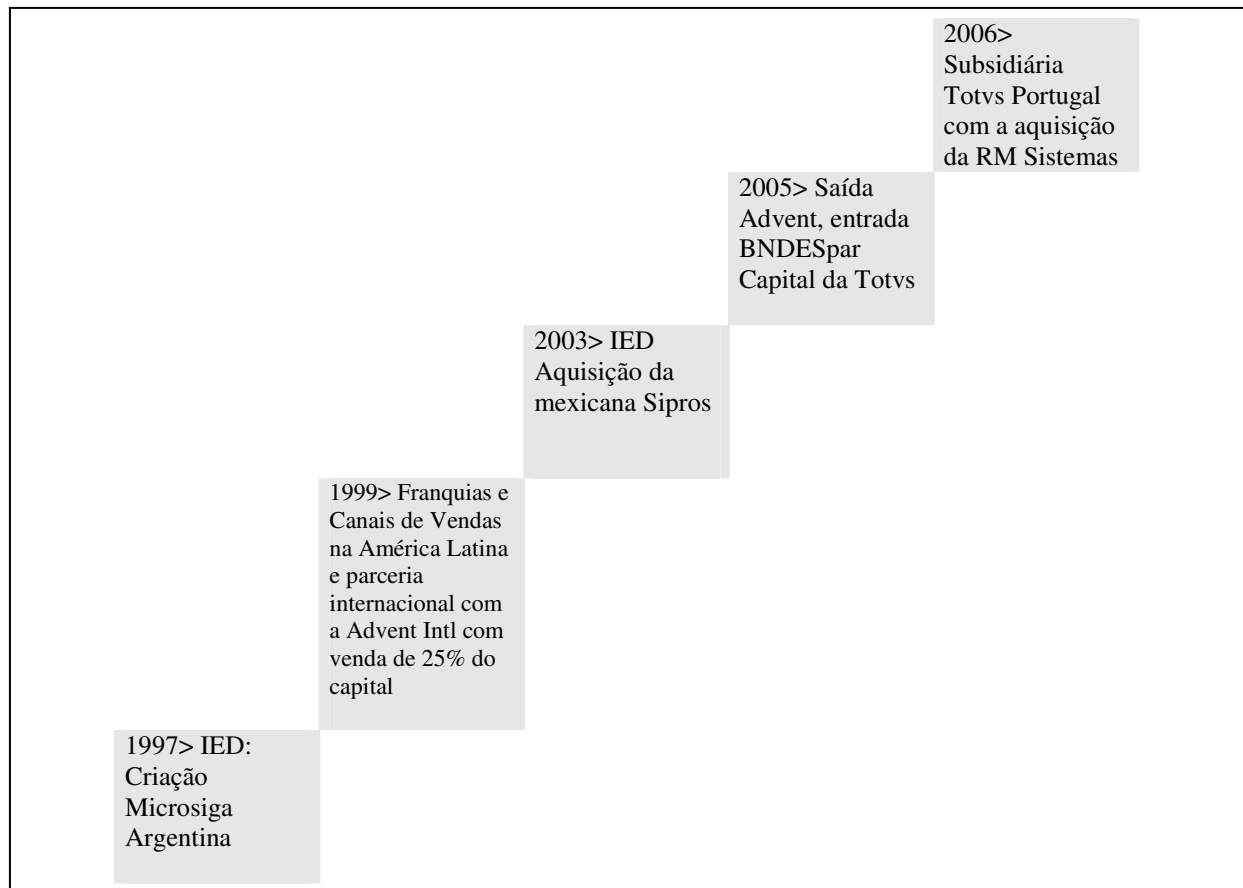 2006>
Subsidiária
Totvs Portugal
com a aquisição
da RM Sistemas
2005> Saída
Advent, entrada
BNDESpar
Capital da Totvs
2003> IED
Aquisição da
mexicana Sipros
1999> Franquias e
Canais de Vendas
na América Latina
e parceria
internacional com
a Advent Intl com
venda de 25% do
capital
1997> IED:
Criação
Microsiga
Argentina